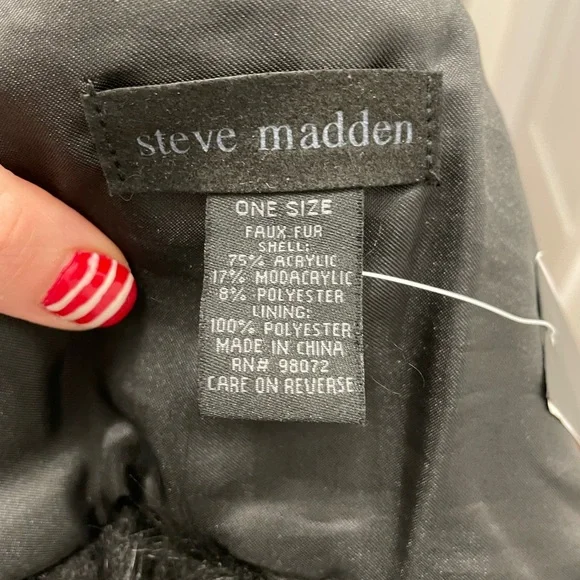 steve madden
ONE SIZE
FAUX FUR
SHELL:
75% ACRYLIC
17% MODACRYLIC
8% POLYESTER
LINING:
100% POLYESTER
MADE IN CHINA
RN# 98072
CARE ON REVERSE